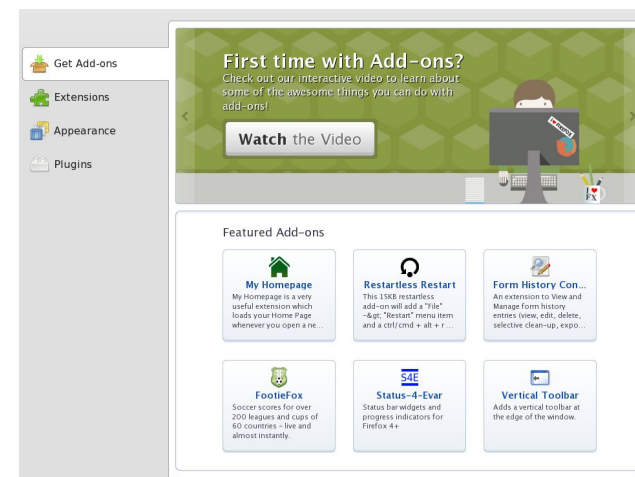 Get Add-ons
Extensions
Appearance
Plugins
First time with Add-ons?
Check out our interactive video to learn about
some of the awesome things you can do with
add-ons!
Watch the Video
I ♥ FIREFOX
I ♥
FX
Featured Add-ons
My Homepage
My Homepage is a very
useful extension which
loads your Home Page
whenever you open a ne...
Restartless Restart
This 15KB restartless
add-on will add a "File"
-&gt; "Restart" menu item
and a ctrl/cmd + alt + r ...
Form History Con...
An extension to View and
Manage form history
entries (view, edit, delete,
selective clean-up, expo...
FootieFox
Soccer scores for over
200 leagues and cups of
60 countries - live and
almost instantly.
S4E
Status-4-Evar
Status bar widgets and
progress indicators for
Firefox 4+
Vertical Toolbar
Adds a vertical toolbar at
the edge of the window.